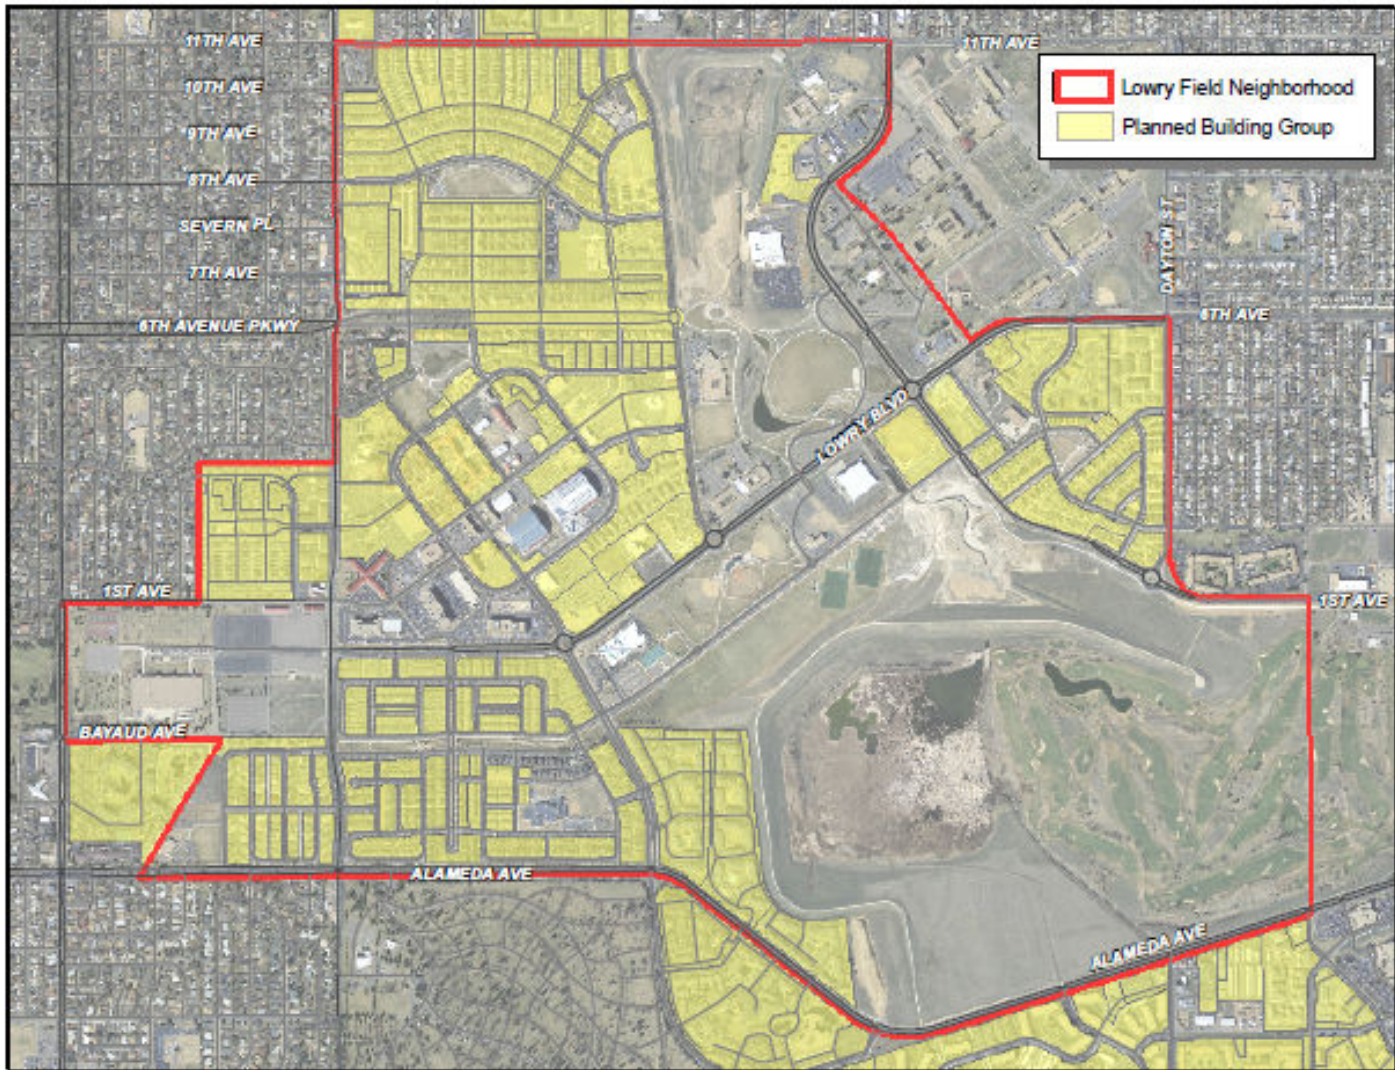 11TH AVE
11TH AVE
Lowry Field Neighborhood
10TH AVE
Planned Building Group
9TH AVE
8TH AVE
SEVERN PL
DAYTON ST
7TH AVE
6TH AVENUE PKWY
6TH AVE
LOWRY BLVD
1ST AVE
1ST AVE
BAYAUD AVE
ALAMEDA AVE
ALAMEDA AVE